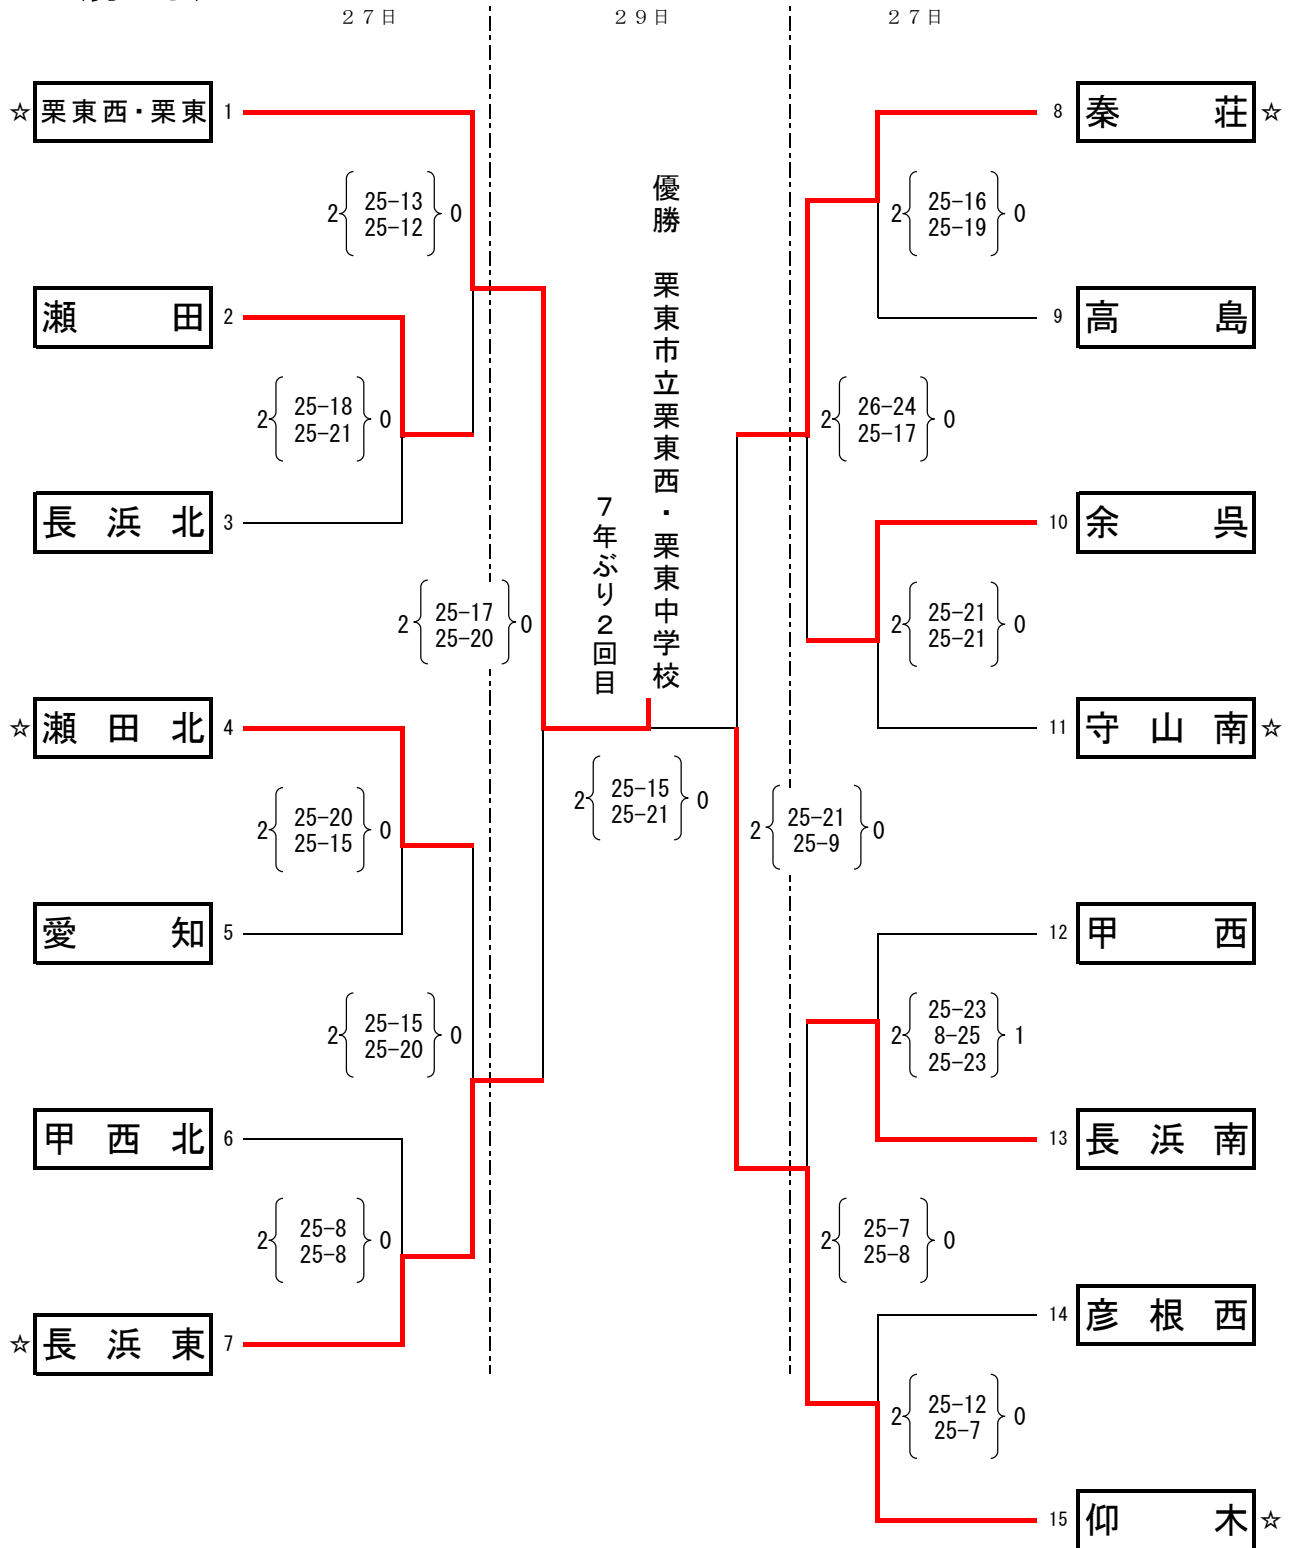 27日
29日
27日
☆ 栗東西・栗東 1
2 25-13 0
25-12
瀬田 2
2 25-18 0
25-21
長浜北 3
2 25-17 0
25-20
☆ 瀬田北 4
2 25-20 0
25-15
愛知 5
2 25-15 0
25-20
甲西北 6
2 25-8 0
25-8
☆ 長浜東 7
優勝 栗東市立栗東西・栗東中学校
7年ぶり2回目
2 25-15 0
25-21
8 秦荘 ☆
2 25-16 0
25-19
9 高島
2 26-24 0
25-17
10 余呉
2 25-21 0
25-21
11 守山南 ☆
2 25-21 0
25-9
12 甲西
25-23
2 8-25 1
25-23
13 長浜南
2 25-7 0
25-8
14 彦根西
2 25-12 0
25-7
15 仰木 ☆